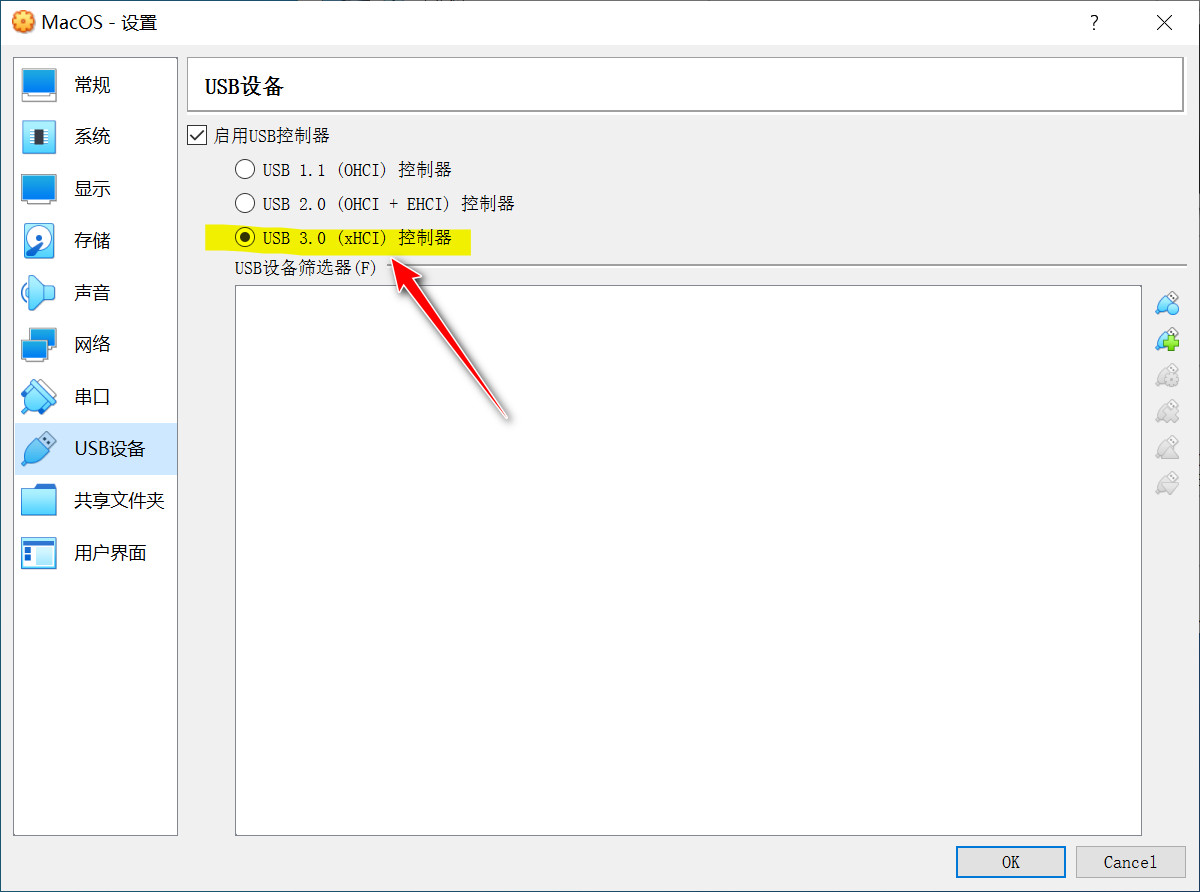 MacOS - 设置
?
常规
系统
显示
存储
声音
网络
串口
USB设备
共享文件夹
用户界面
USB设备
启用USB控制器
USB 1.1 (OHCI) 控制器
USB 2.0 (OHCI + EHCI) 控制器
USB 3.0 (xHCI) 控制器
USB设备筛选器(F)
OK
Cancel